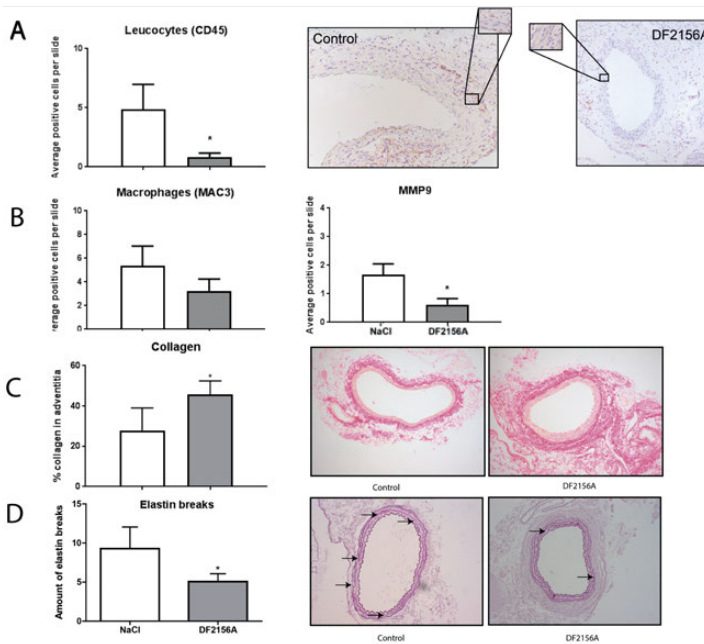 A
Leucocytes (CD45)
Average positive cells per slide
10
5
0
*
Control
DF2156A
B
Macrophages (MAC3)
erage positive cells per slide
8
6
4
2
0
MMP9
Average positive cells per slide
4
3
2
1
0
*
NaCl
DF2156A
C
Collagen
% collagen in adventitia
60
40
20
0
*
Control
DF2156A
D
Elastin breaks
Amount of elastin breaks
15
10
5
0
*
NaCl
DF2156A
Control
DF2156A